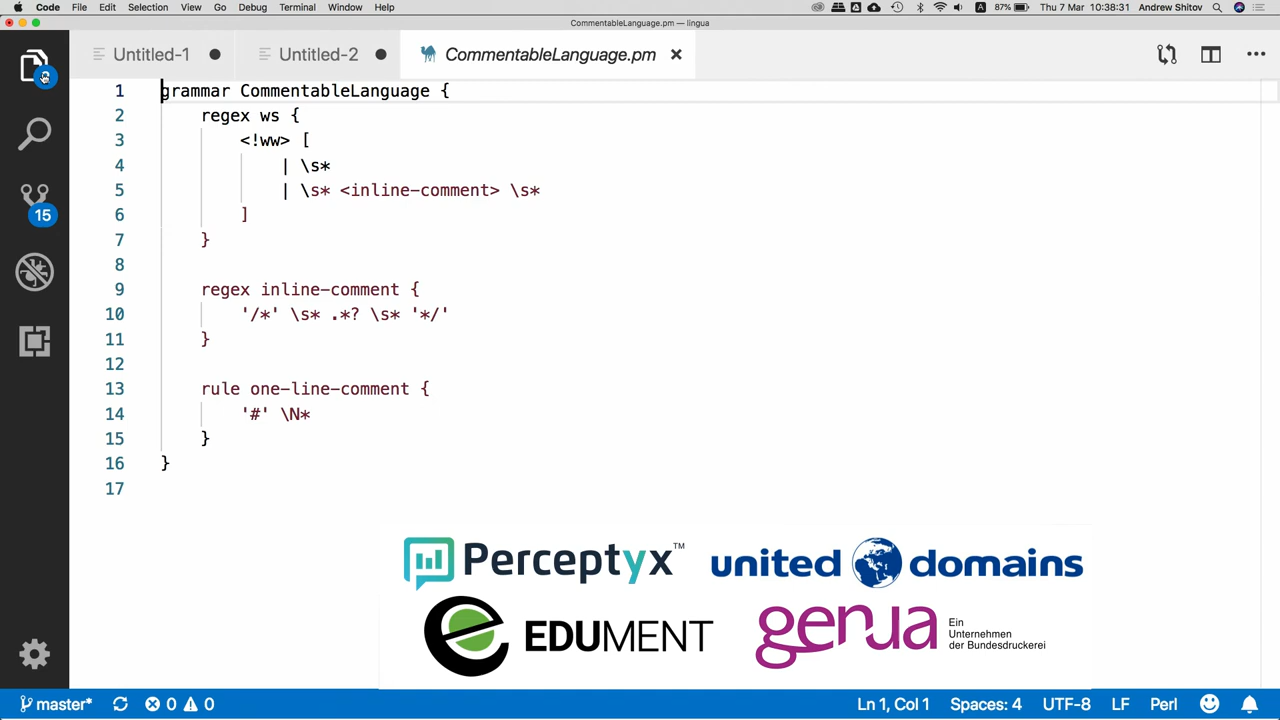 Code File Edit Selection View Go Debug Terminal Window Help 87% A Thu 7 Mar 10:38:31 Andrew Shitov
CommentableLanguage.pm — lingua
Untitled-1 Untitled-2 CommentableLanguage.pm
1 grammar CommentableLanguage {
2 regex ws {
3 <!ww> [
4 | \s*
5 | \s* <inline-comment> \s*
6 ]
7 }
8
9 regex inline-comment {
10 '/*' \s* .*? \s* '*/'
11 }
12
13 rule one-line-comment {
14 '#' \N*
15 }
16 }
17
15
Perceptyx™ united domains
EDUMENT genua Ein
Unternehmen
der Bundesdruckerei
master* 0 0 Ln 1, Col 1 Spaces: 4 UTF-8 LF Perl